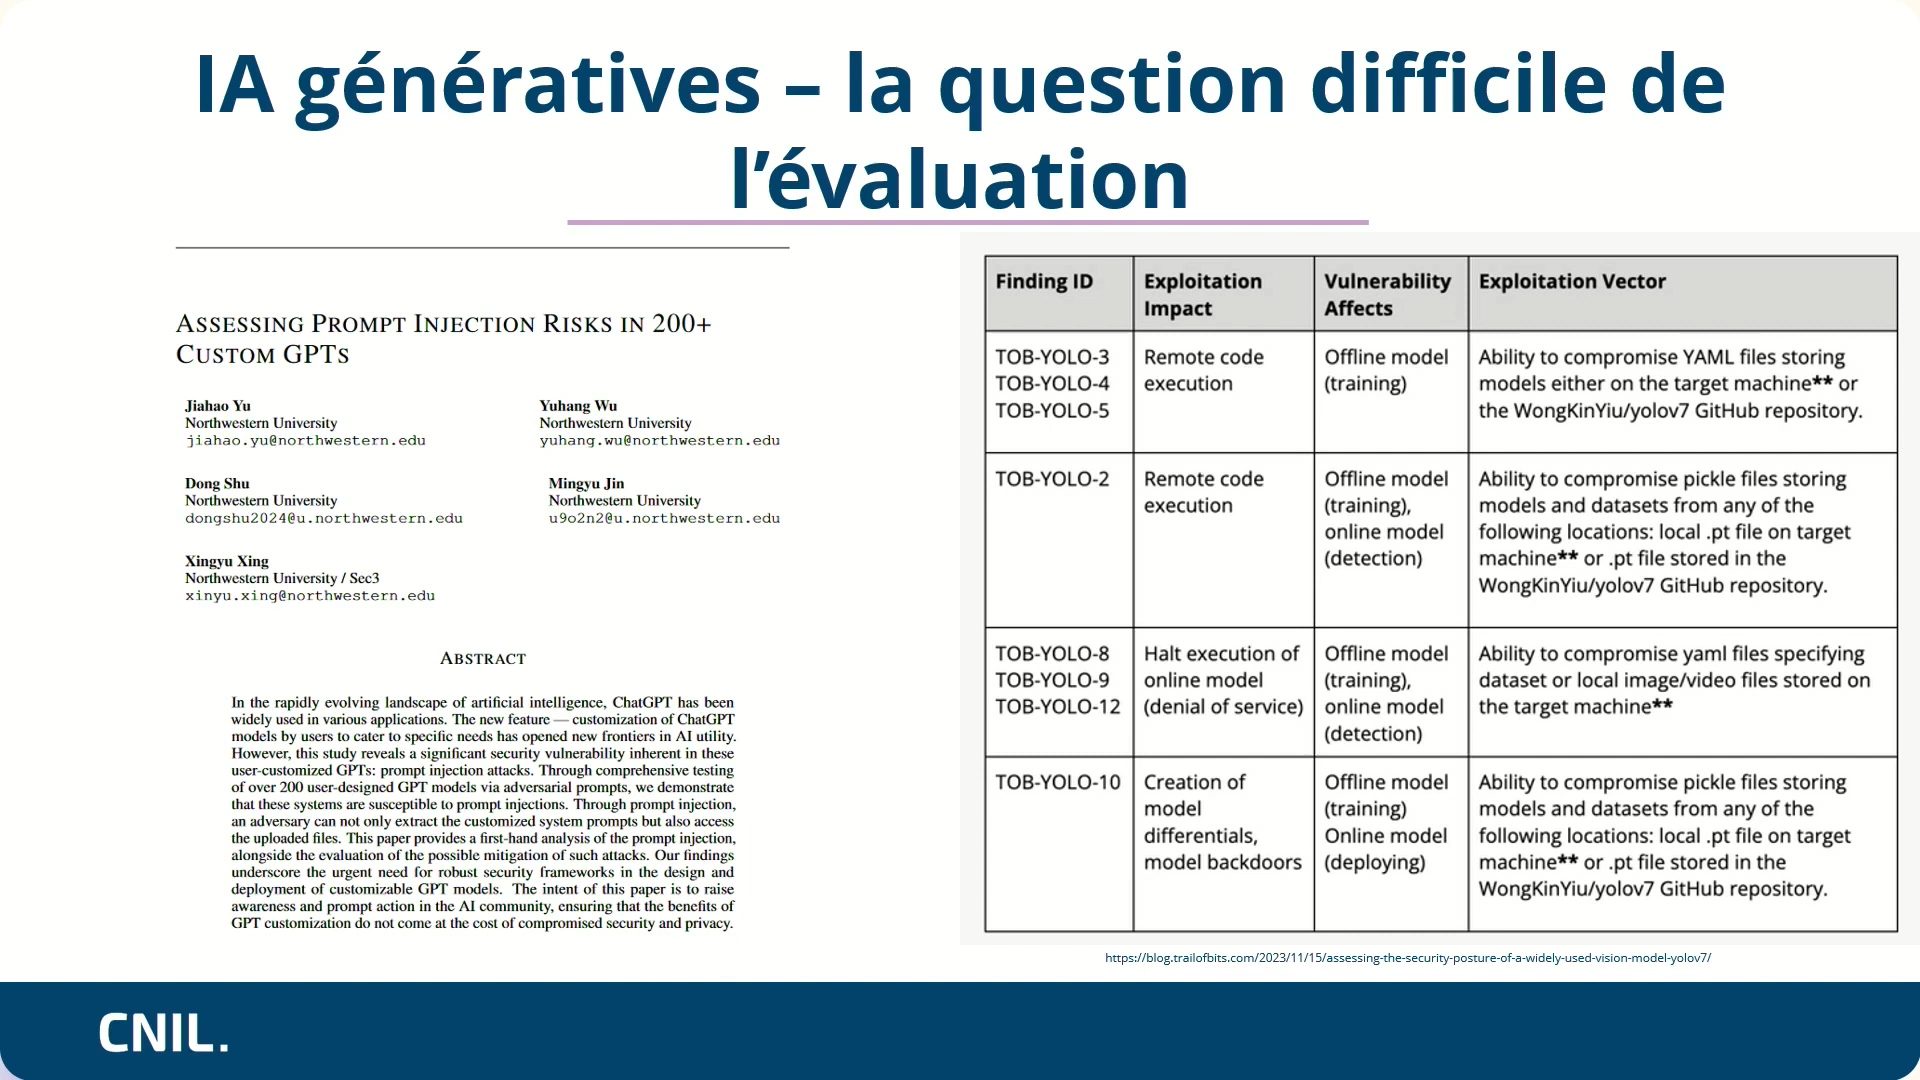 IA génératives – la question difficile de
l’évaluation
ASSESSING PROMPT INJECTION RISKS IN 200+
CUSTOM GPTS
Jiahao Yu
Northwestern University
jiahao.yu@northwestern.edu
Yuhang Wu
Northwestern University
yuhang.wu@northwestern.edu
Dong Shu
Northwestern University
dongshu2024@u.northwestern.edu
Mingyu Jin
Northwestern University
u9o2n2@u.northwestern.edu
Xingyu Xing
Northwestern University / Sec3
xinyu.xing@northwestern.edu
ABSTRACT
In the rapidly evolving landscape of artificial intelligence, ChatGPT has been
widely used in various applications. The new feature — customization of ChatGPT
models by users to cater to specific needs has opened new frontiers in AI utility.
However, this study reveals a significant security vulnerability inherent in these
user-customized GPTs: prompt injection attacks. Through comprehensive testing
of over 200 user-designed GPT models via adversarial prompts, we demonstrate
that these systems are susceptible to prompt injections. Through prompt injection,
an adversary can not only extract the customized system prompts but also access
the uploaded files. This paper provides a first-hand analysis of the prompt injection,
alongside the evaluation of the possible mitigation of such attacks. Our findings
underscore the urgent need for robust security frameworks in the design and
deployment of customizable GPT models. The intent of this paper is to raise
awareness and prompt action in the AI community, ensuring that the benefits of
GPT customization do not come at the cost of compromised security and privacy.
Finding ID
Exploitation
Impact
Vulnerability
Affects
Exploitation Vector
TOB-YOLO-3
TOB-YOLO-4
TOB-YOLO-5
Remote code
execution
Offline model
(training)
Ability to compromise YAML files storing
models either on the target machine** or
the WongKinYiu/yolov7 GitHub repository.
TOB-YOLO-2
Remote code
execution
Offline model
(training),
online model
(detection)
Ability to compromise pickle files storing
models and datasets from any of the
following locations: local .pt file on target
machine** or .pt file stored in the
WongKinYiu/yolov7 GitHub repository.
TOB-YOLO-8
TOB-YOLO-9
TOB-YOLO-12
Halt execution of
online model
(denial of service)
Offline model
(training),
online model
(detection)
Ability to compromise yaml files specifying
dataset or local image/video files stored on
the target machine**
TOB-YOLO-10
Creation of
model
differentials,
model backdoors
Offline model
(training)
Online model
(deploying)
Ability to compromise pickle files storing
models and datasets from any of the
following locations: local .pt file on target
machine** or .pt file stored in the
WongKinYiu/yolov7 GitHub repository.
https://blog.trailofbits.com/2023/11/15/assessing-the-security-posture-of-a-widely-used-vision-model-yolov7/
CNIL.